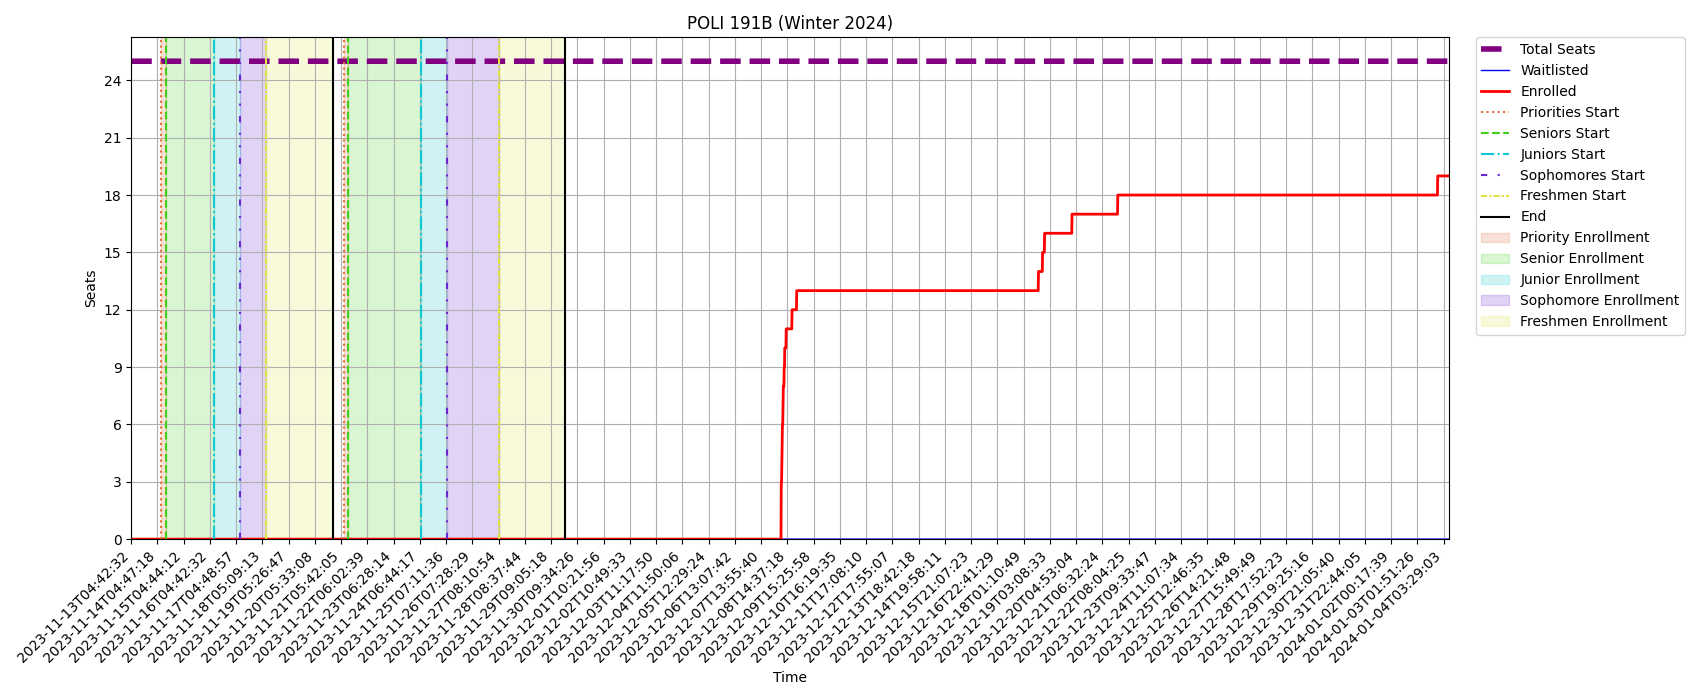 POLI 191B (Winter 2024)
Seats
24
21
18
15
12
9
6
3
0
2023-11-13T04:42:32
2023-11-14T04:47:18
2023-11-15T04:44:12
2023-11-16T04:42:32
2023-11-17T04:48:57
2023-11-18T05:09:13
2023-11-19T05:26:47
2023-11-20T05:33:08
2023-11-21T05:42:05
2023-11-22T06:02:39
2023-11-23T06:28:14
2023-11-24T06:44:17
2023-11-25T07:11:36
2023-11-26T07:28:29
2023-11-27T08:10:54
2023-11-28T08:37:44
2023-11-29T09:05:18
2023-11-30T09:34:26
2023-12-01T10:21:56
2023-12-02T10:49:33
2023-12-03T11:17:50
2023-12-04T11:50:06
2023-12-05T12:29:24
2023-12-06T13:07:42
2023-12-07T13:55:40
2023-12-08T14:37:18
2023-12-09T15:25:58
2023-12-10T16:19:35
2023-12-11T17:08:10
2023-12-12T17:55:07
2023-12-13T18:42:18
2023-12-14T19:58:11
2023-12-15T21:07:23
2023-12-16T22:41:29
2023-12-18T01:10:49
2023-12-19T03:08:33
2023-12-20T04:53:04
2023-12-21T06:32:24
2023-12-22T08:04:25
2023-12-23T09:33:47
2023-12-24T11:07:34
2023-12-25T12:46:35
2023-12-26T14:21:48
2023-12-27T15:49:49
2023-12-28T17:52:23
2023-12-29T19:25:16
2023-12-30T21:05:40
2023-12-31T22:44:05
2024-01-02T00:17:39
2024-01-03T01:51:26
2024-01-04T03:29:03
Time
Total Seats
Waitlisted
Enrolled
Priorities Start
Seniors Start
Juniors Start
Sophomores Start
Freshmen Start
End
Priority Enrollment
Senior Enrollment
Junior Enrollment
Sophomore Enrollment
Freshmen Enrollment